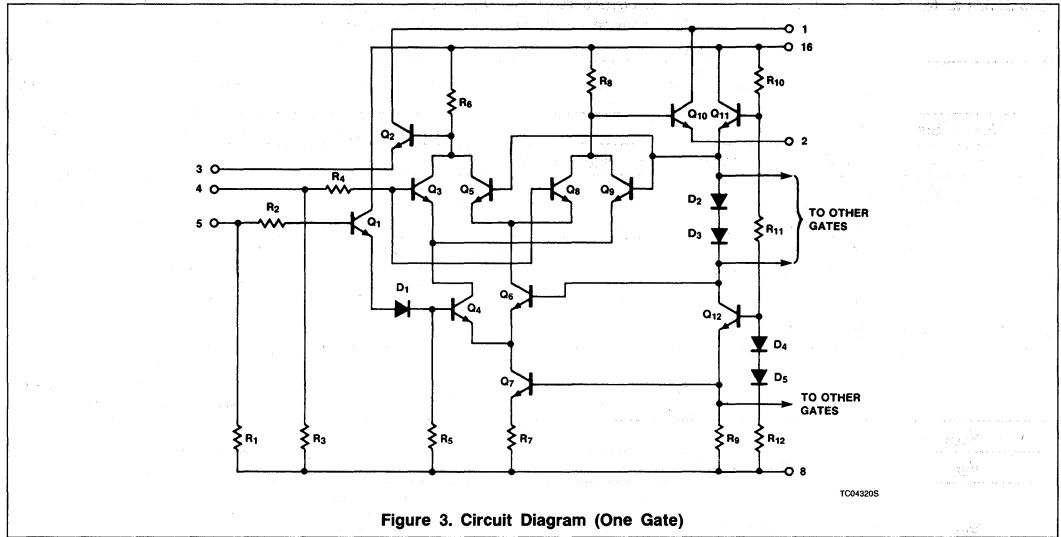 1
16
R8
R10
R6
Q10
Q11
Q2
2
3
4
R4
Q3
Q5
Q8
Q9
5
R2
Q1
D2
TO OTHER
GATES
R11
D3
D1
Q4
Q6
Q12
D4
Q7
D5
TO OTHER
GATES
R1
R3
R5
R7
R9
R12
8
TC04320S
Figure 3. Circuit Diagram (One Gate)